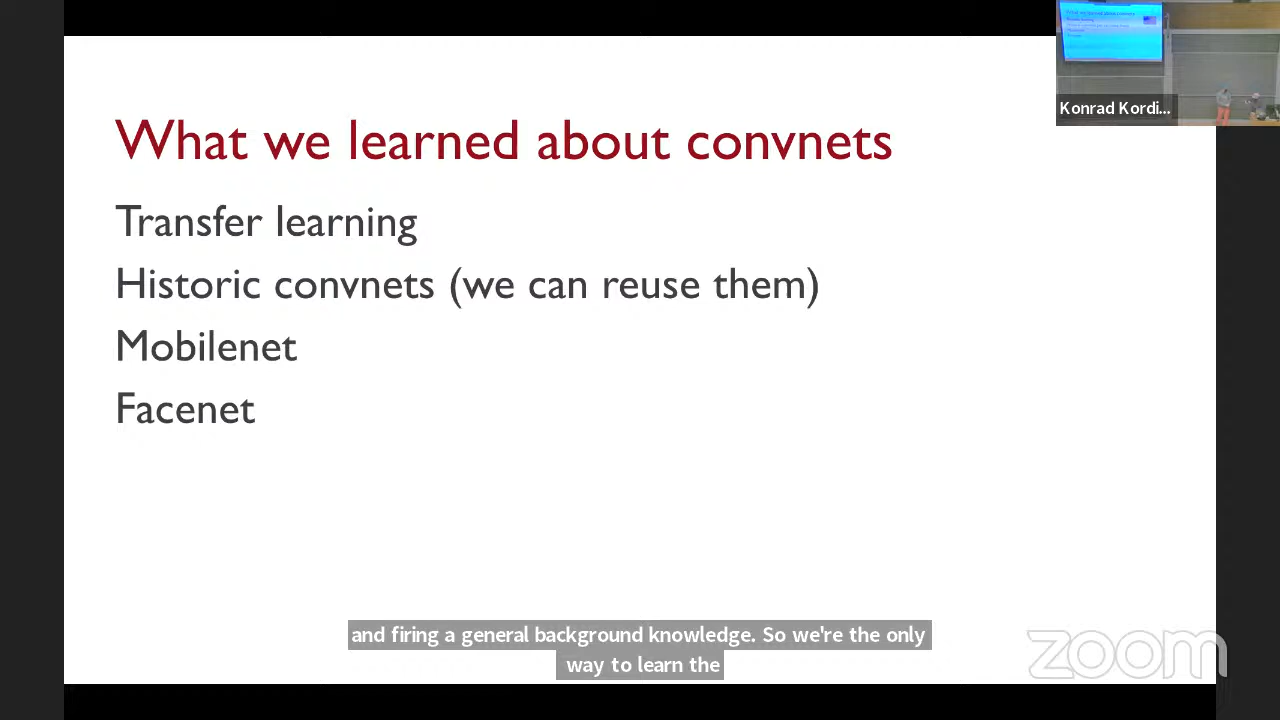 What we learned about convnets
Transfer learning
Historic convnets (we can reuse them)
Mobilenet
Facenet
Konrad Kordi...
and firing a general background knowledge. So we're the only
way to learn the
zoom